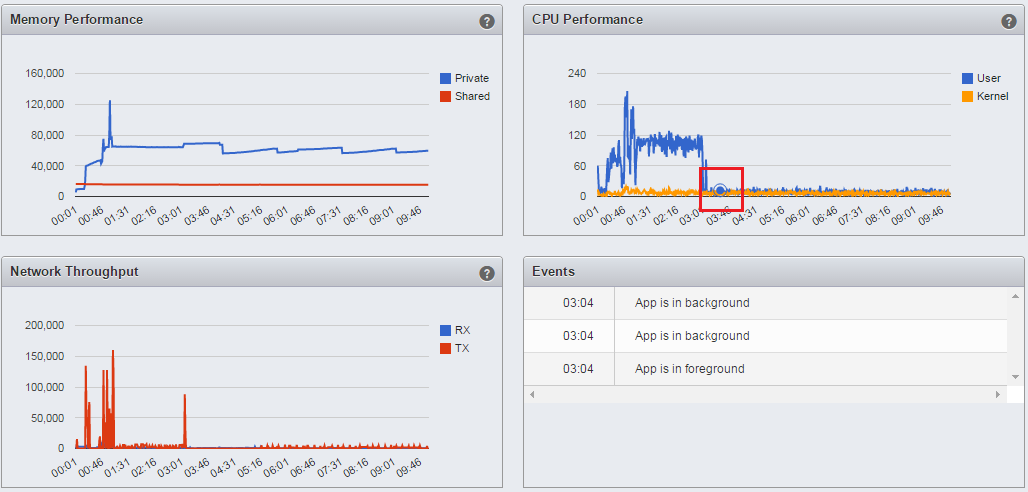 Memory Performance
?
160,000
120,000
80,000
40,000
0
00:01 00:46 01:31 02:16 03:01 03:46 04:31 05:16 06:01 06:46 07:31 08:16 09:01 09:46
Private
Shared
CPU Performance
?
240
180
120
60
0
00:01 00:46 01:31 02:16 03:01 03:46 04:31 05:16 06:01 06:46 07:31 08:16 09:01 09:46
User
Kernel
Network Throughput
?
200,000
150,000
100,000
50,000
0
00:01 00:46 01:31 02:16 03:01 03:46 04:31 05:16 06:01 06:46 07:31 08:16 09:01 09:46
RX
TX
Events
03:04 App is in background
03:04 App is in background
03:04 App is in foreground